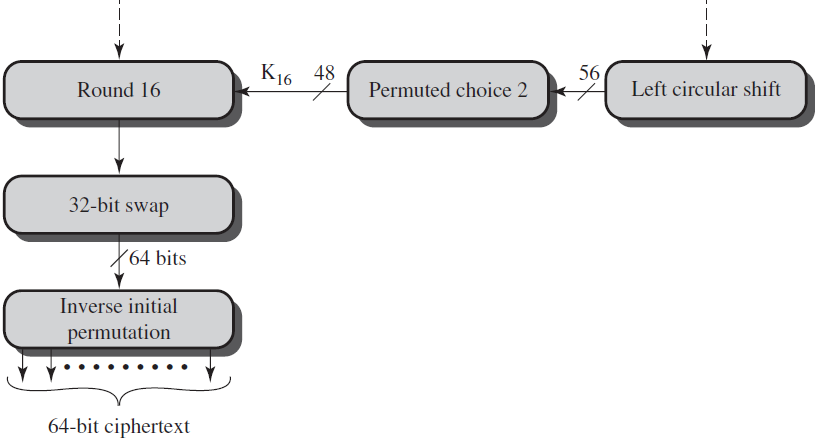 Round 16
K16
48
Permuted choice 2
56
Left circular shift
32-bit swap
64 bits
Inverse initial
permutation
64-bit ciphertext